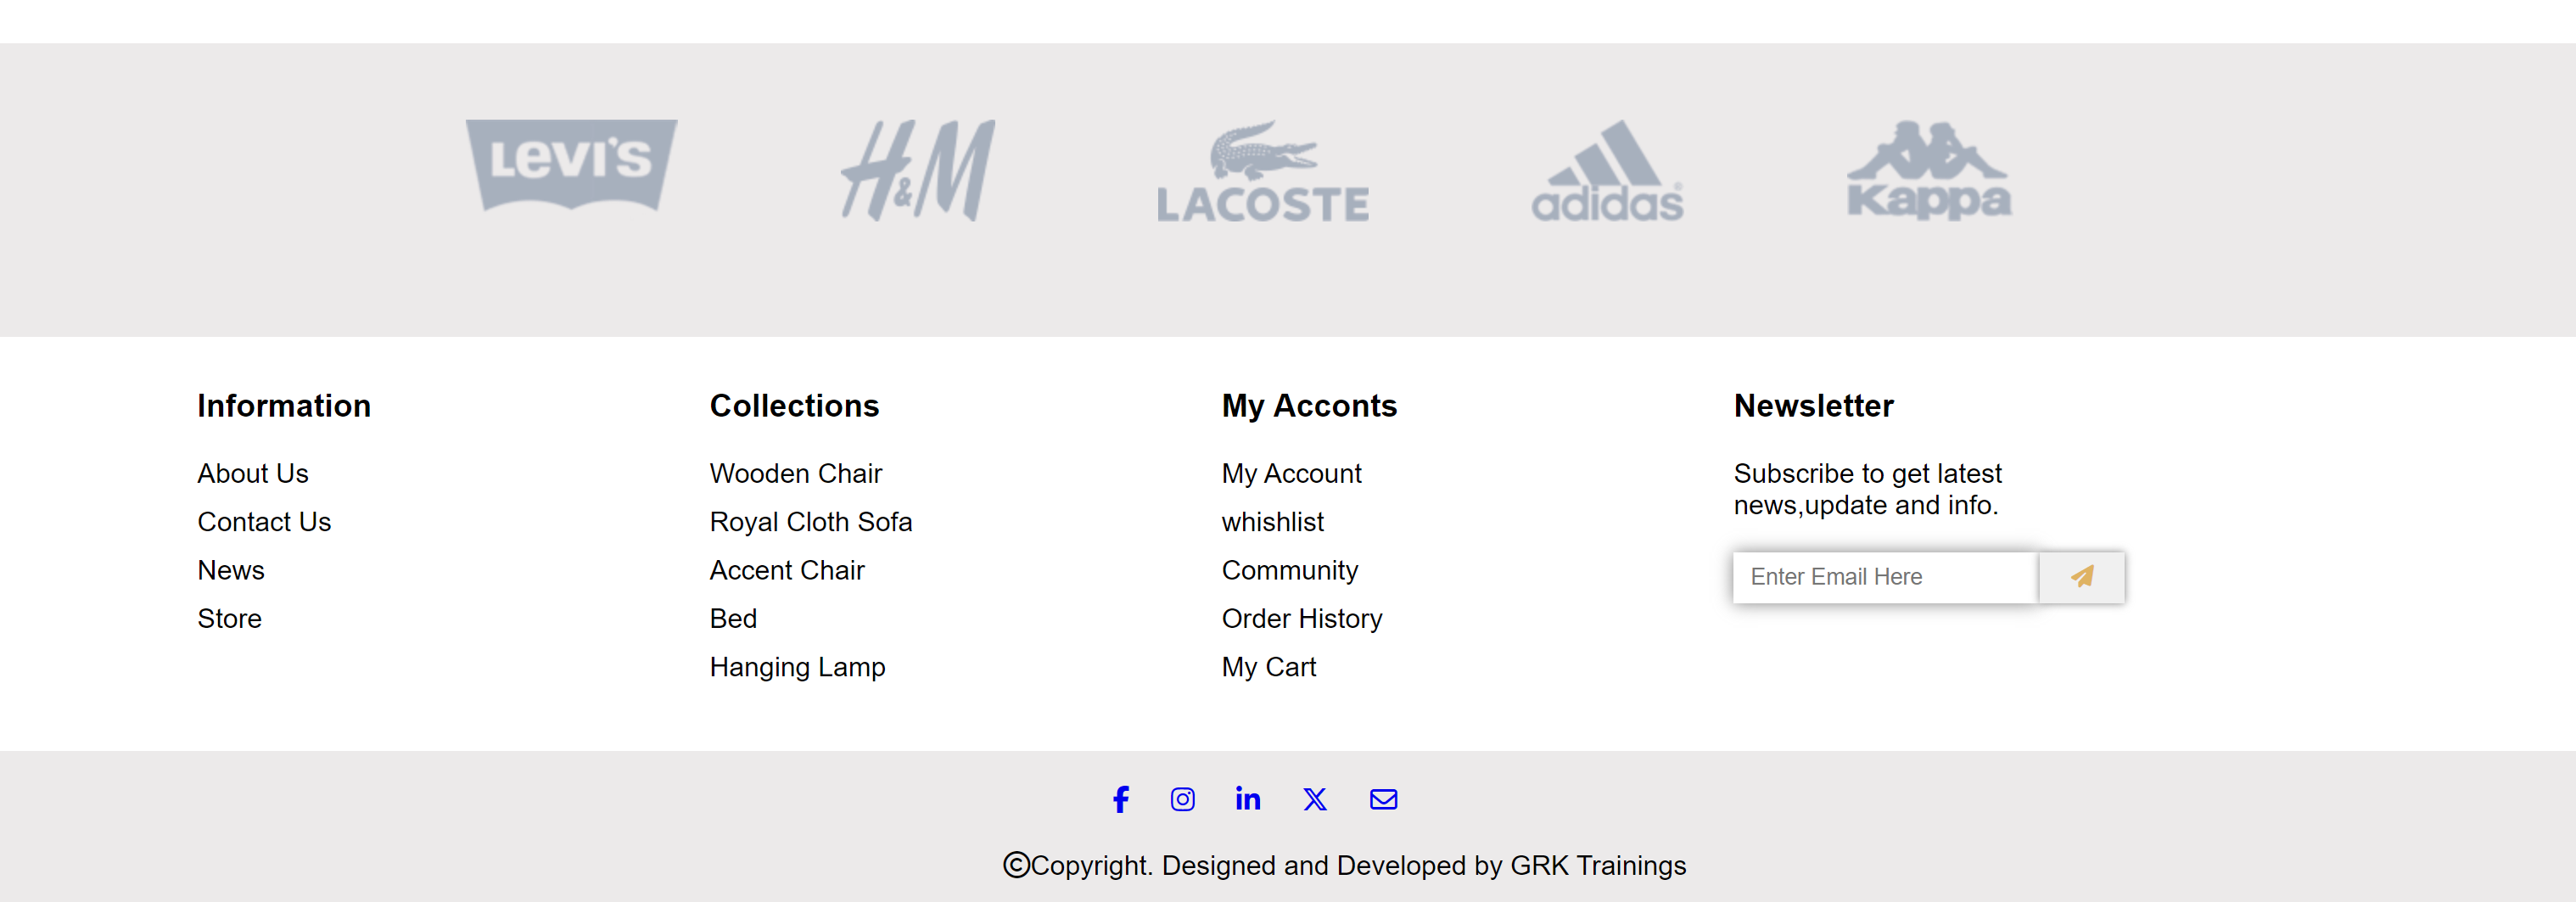 Levi's
H&M
LACOSTE
adidas®
Kappa
Information
About Us
Contact Us
News
Store
Collections
Wooden Chair
Royal Cloth Sofa
Accent Chair
Bed
Hanging Lamp
My Acconts
My Account
whishlist
Community
Order History
My Cart
Newsletter
Subscribe to get latest
news,update and info.
Enter Email Here
©Copyright. Designed and Developed by GRK Trainings